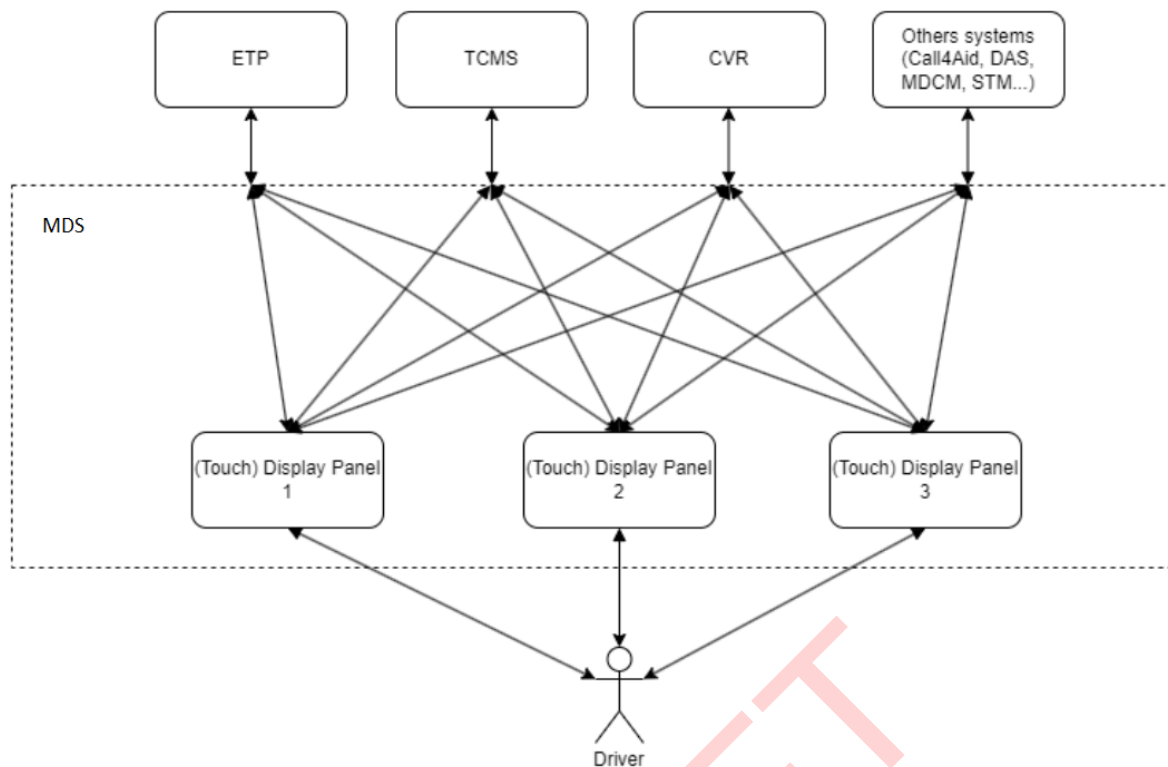 ETP
TCMS
CVR
Others systems
(Call4Aid, DAS,
MDCM, STM...)
MDS
(Touch) Display Panel
1
(Touch) Display Panel
2
(Touch) Display Panel
3
Driver